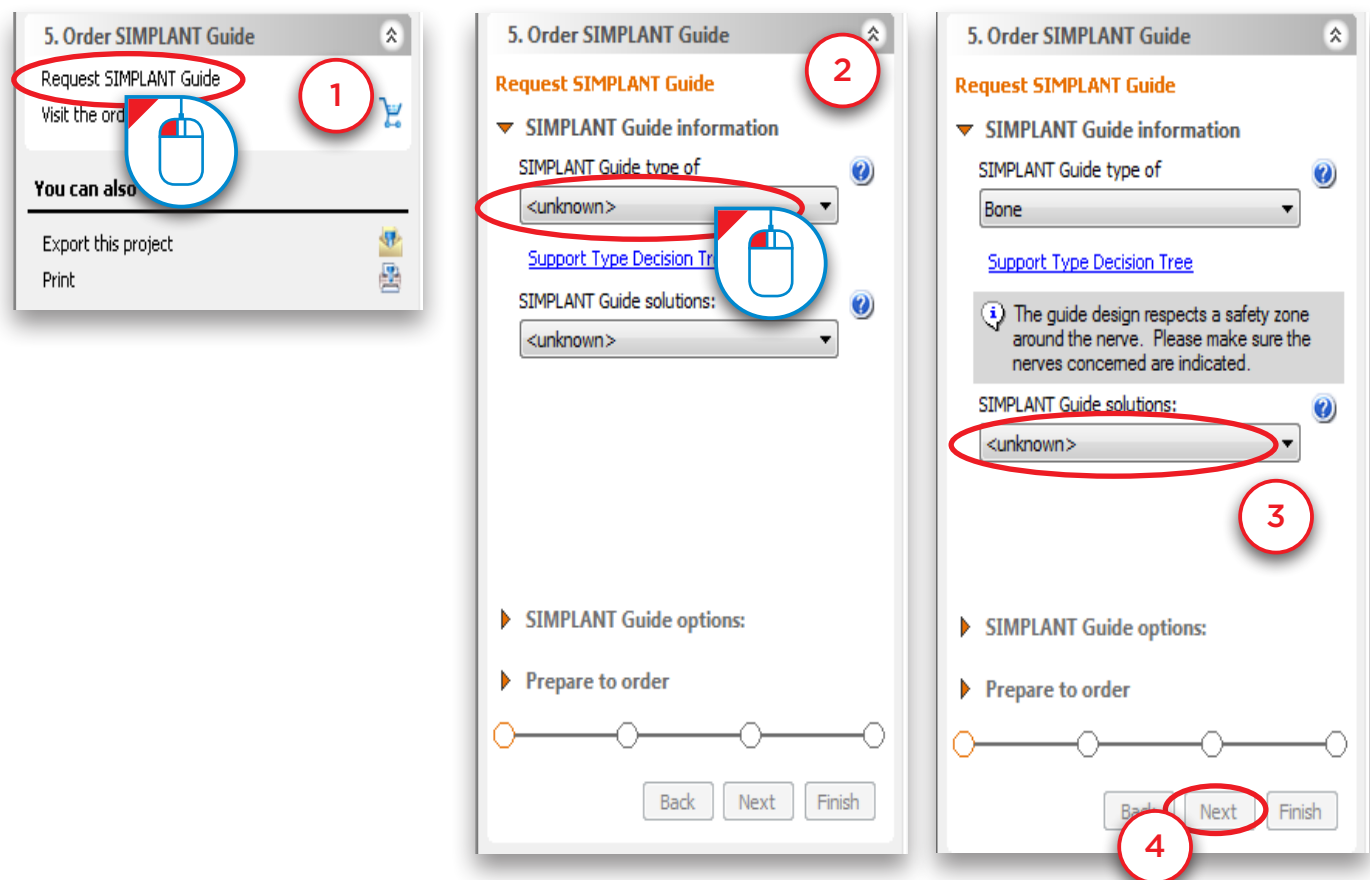 5. Order SIMPLANT Guide
Request SIMPLANT Guide
1
Visit the ord
You can also
Export this project
Print
5. Order SIMPLANT Guide
2
Request SIMPLANT Guide
SIMPLANT Guide information
SIMPLANT Guide type of
<unknown>
Support Type Decision Tr
SIMPLANT Guide solutions:
<unknown>
SIMPLANT Guide options:
Prepare to order
Back Next Finish
5. Order SIMPLANT Guide
Request SIMPLANT Guide
SIMPLANT Guide information
SIMPLANT Guide type of
Bone
Support Type Decision Tree
The guide design respects a safety zone
around the nerve. Please make sure the
nerves concerned are indicated.
SIMPLANT Guide solutions:
<unknown>
3
SIMPLANT Guide options:
Prepare to order
Back Next Finish
4